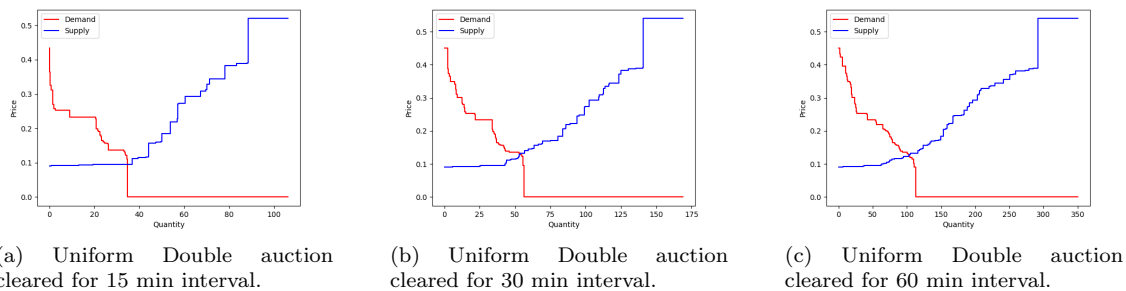 Demand
Supply
0.5
0.4
0.3
0.2
0.1
0.0
Price
0 20 40 60 80 100
Quantity
Demand
Supply
0.5
0.4
0.3
0.2
0.1
0.0
Price
0 25 50 75 100 125 150 175
Quantity
Demand
Supply
0.5
0.4
0.3
0.2
0.1
0.0
Price
0 50 100 150 200 250 300 350
Quantity
(a) Uniform Double auction
cleared for 15 min interval.
(b) Uniform Double auction
cleared for 30 min interval.
(c) Uniform Double auction
cleared for 60 min interval.